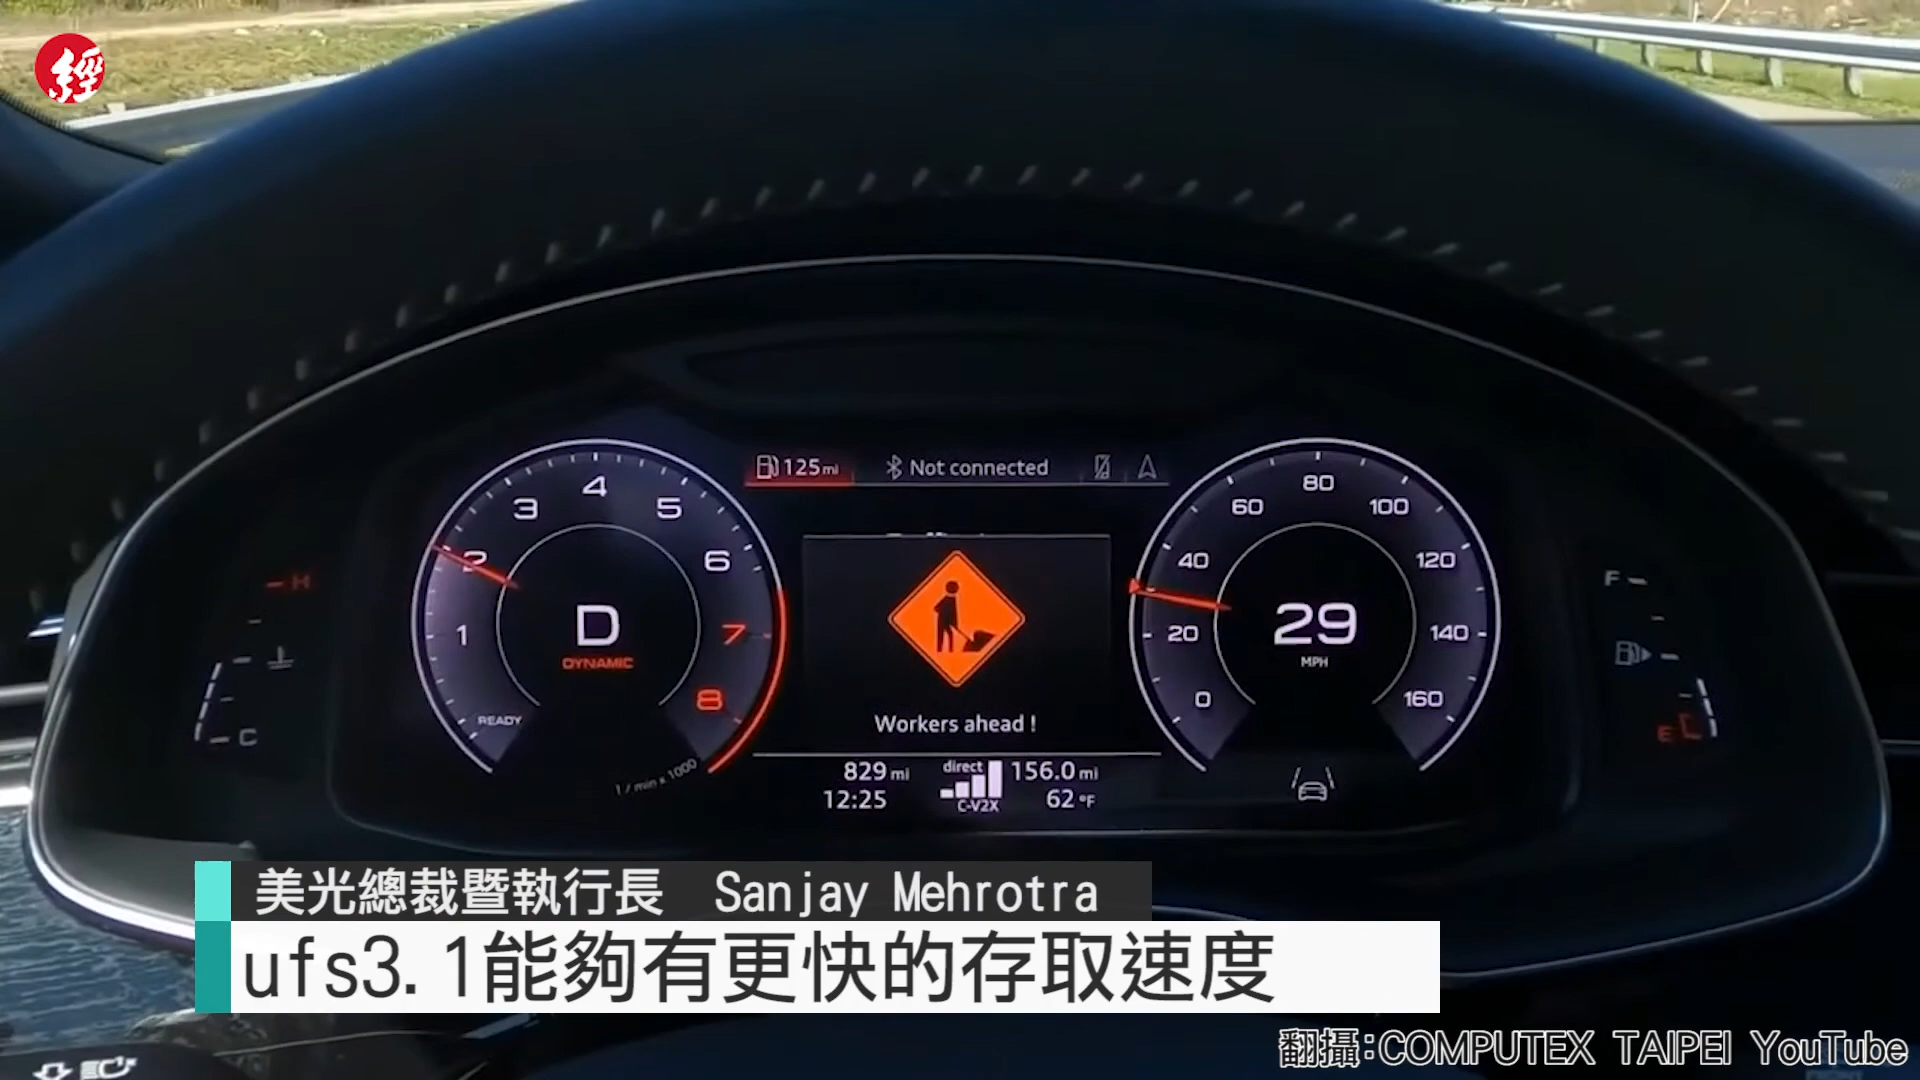 經
125mi Not connected
4
3 5
2 6
1 7
8
D
DYNAMIC
READY
1 / min x 1000
H
C
Workers ahead !
829 mi direct 156.0 mi
12:25 C-V2X 62 °F
80
60 100
40 120
20 140
0 160
29
MPH
F
E
美光總裁暨執行長 Sanjay Mehrotra
ufs3.1能夠有更快的存取速度
翻攝:COMPUTEX TAIPEI YouTube